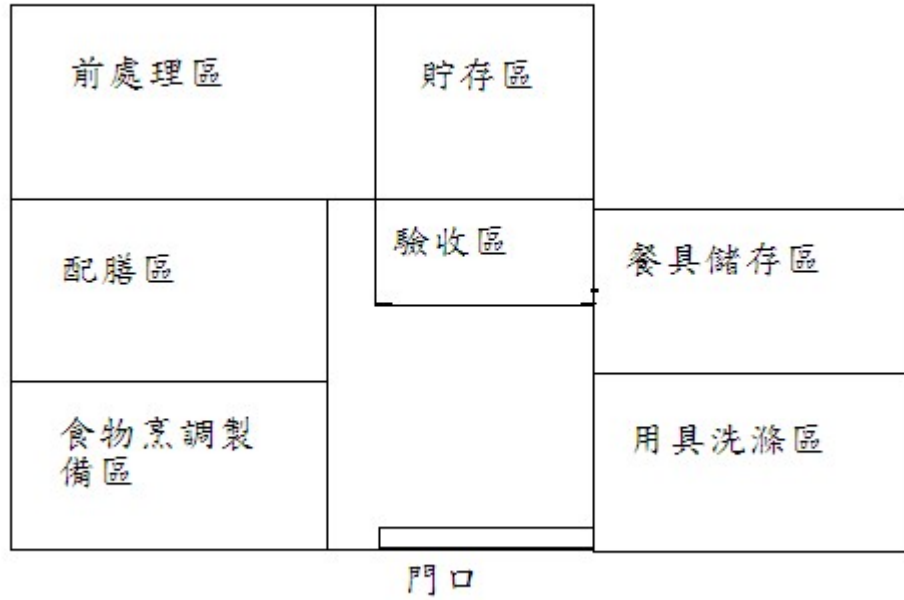 前處理區
貯存區
配膳區
驗收區
餐具儲存區
食物烹調製
備區
用具洗滌區
門口